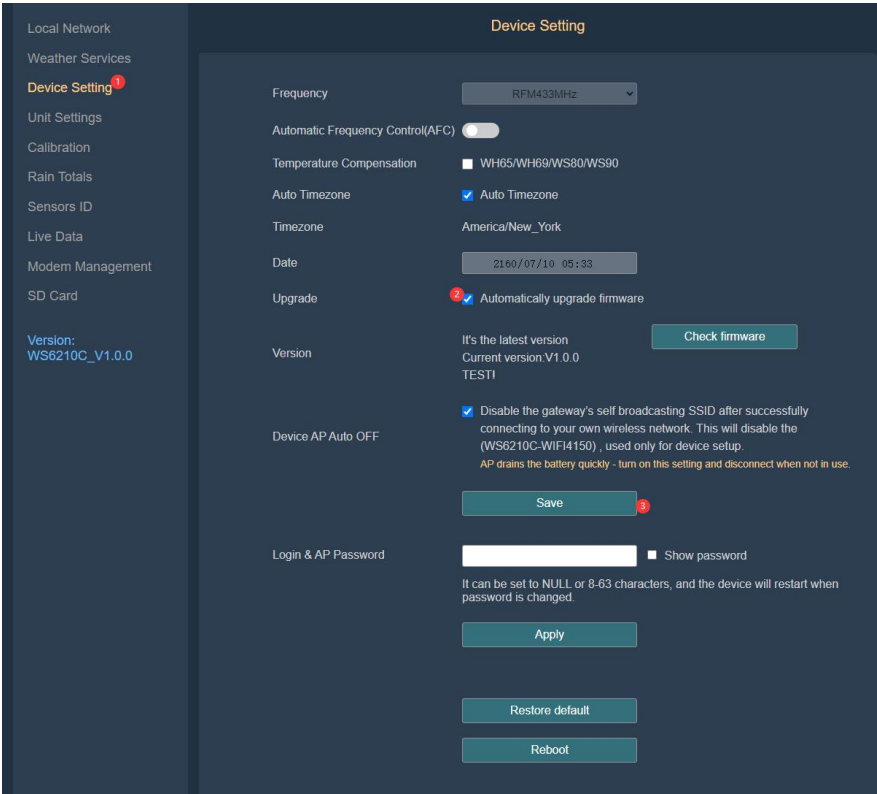 Device Setting
Local Network
Weather Services
Device Setting 1
Unit Settings
Calibration
Rain Totals
Sensors ID
Live Data
Modem Management
SD Card
Version:
WS6210C_V1.0.0
Frequency
RFM433MHz
Automatic Frequency Control(AFC)
Temperature Compensation
WH65/WH69/WS80/WS90
Auto Timezone
Auto Timezone
Timezone
America/New_York
Date
2160/07/10 05:33
Upgrade
2
Automatically upgrade firmware
Version
It's the latest version
Current version:V1.0.0
TEST!
Check firmware
Device AP Auto OFF
Disable the gateway's self broadcasting SSID after successfully
connecting to your own wireless network. This will disable the
(WS6210C-WIFI4150) , used only for device setup.
AP drains the battery quickly - turn on this setting and disconnect when not in use.
Save
3
Login & AP Password
Show password
It can be set to NULL or 8-63 characters, and the device will restart when
password is changed.
Apply
Restore default
Reboot